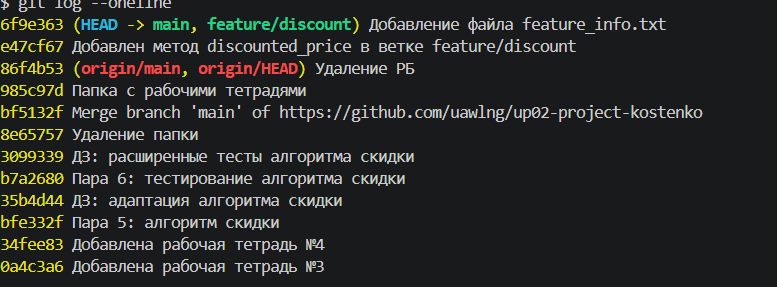 $ git log --oneline
6f9e363 (HEAD -> main, feature/discount) Добавление файла feature_info.txt
e47cf67 Добавлен метод discounted_price в ветке feature/discount
86f4b53 (origin/main, origin/HEAD) Удаление РБ
985c97d Папка с рабочими тетрадями
bf5132f Merge branch 'main' of https://github.com/uawlng/up02-project-kostenko
8e65757 Удаление папки
3099339 ДЗ: расширенные тесты алгоритма скидки
b7a2680 Пара 6: тестирование алгоритма скидки
35b4d44 ДЗ: адаптация алгоритма скидки
bfe332f Пара 5: алгоритм скидки
34fee83 Добавлена рабочая тетрадь №4
0a4c3a6 Добавлена рабочая тетрадь №3